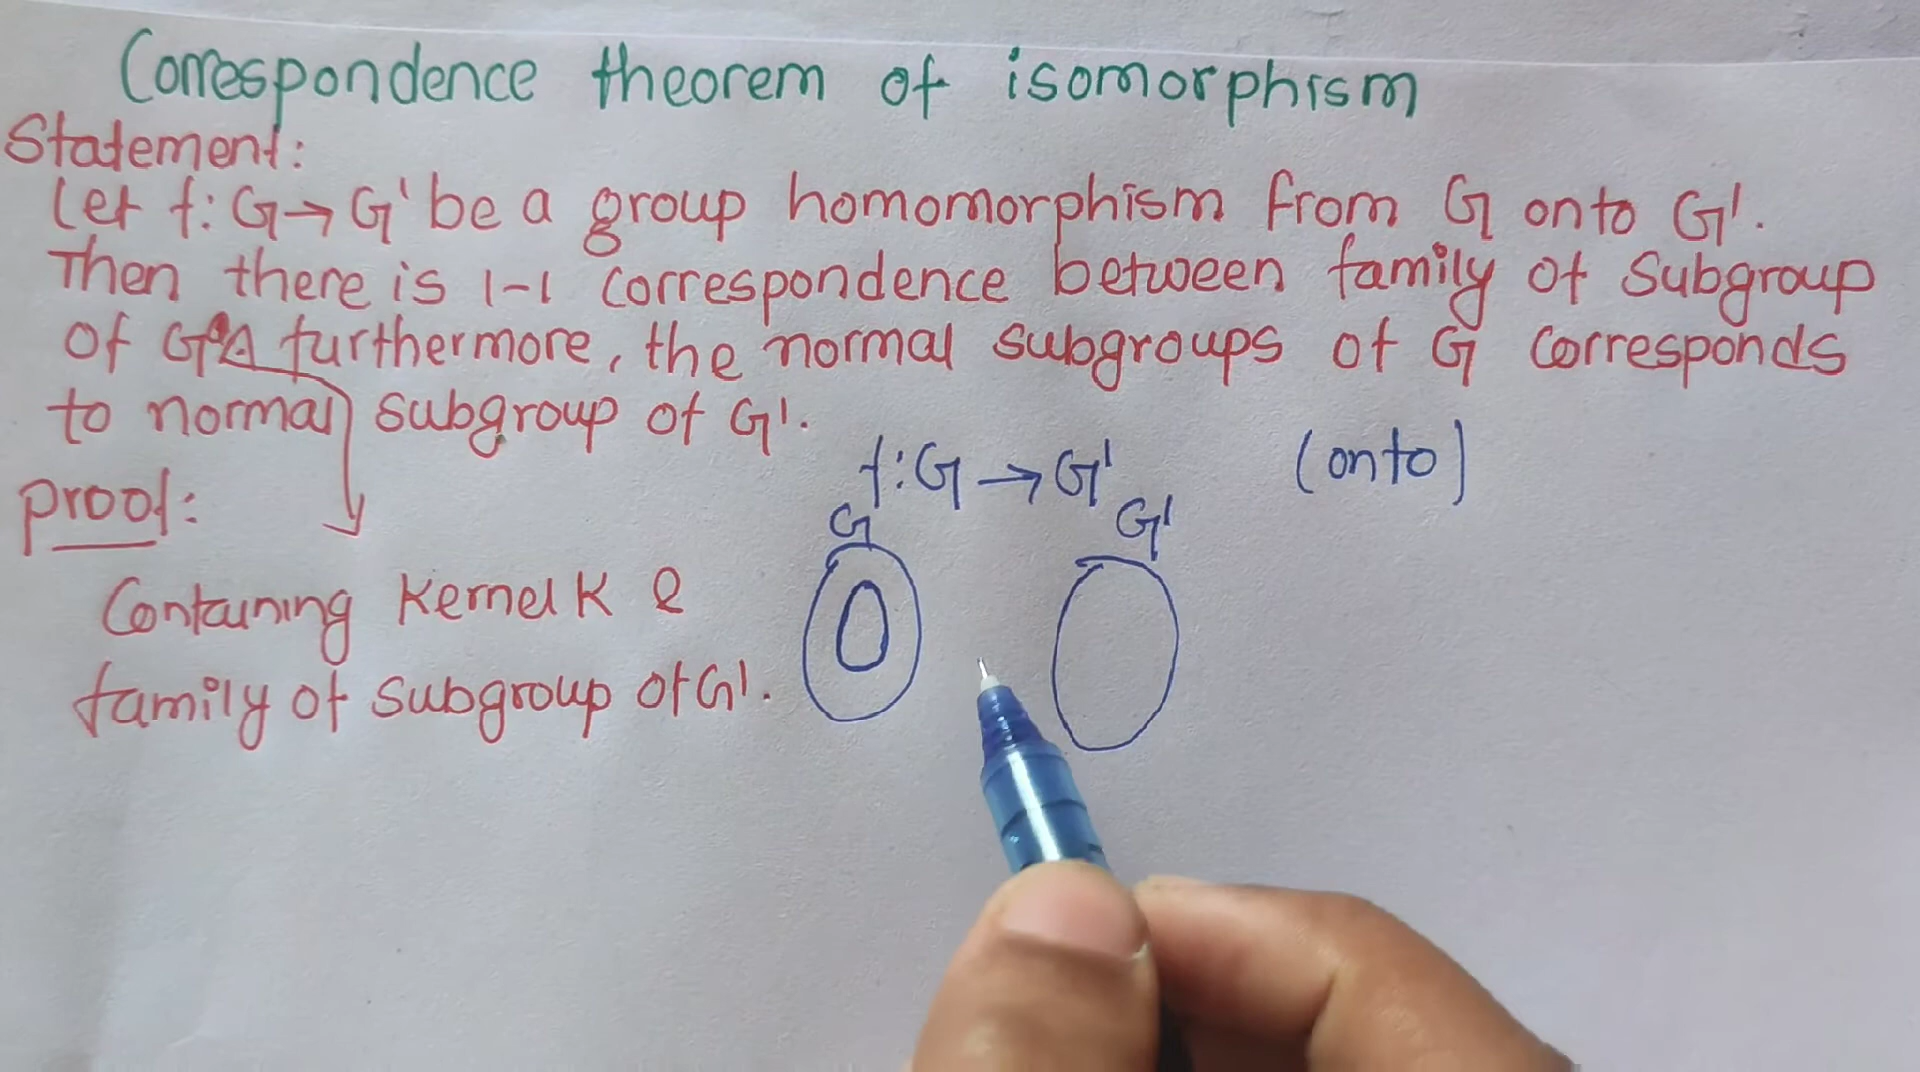 Correspondence theorem of isomorphism
Statement:
Let f: G → G' be a group homomorphism from G onto G'.
Then there is 1-1 correspondence between family of subgroup
of G ^ furthermore, the normal subgroups of G corresponds
to normal subgroup of G'.
f: G → G' (onto)
Proof:
G G'
Containing Kernel K &
family of subgroup of G'.